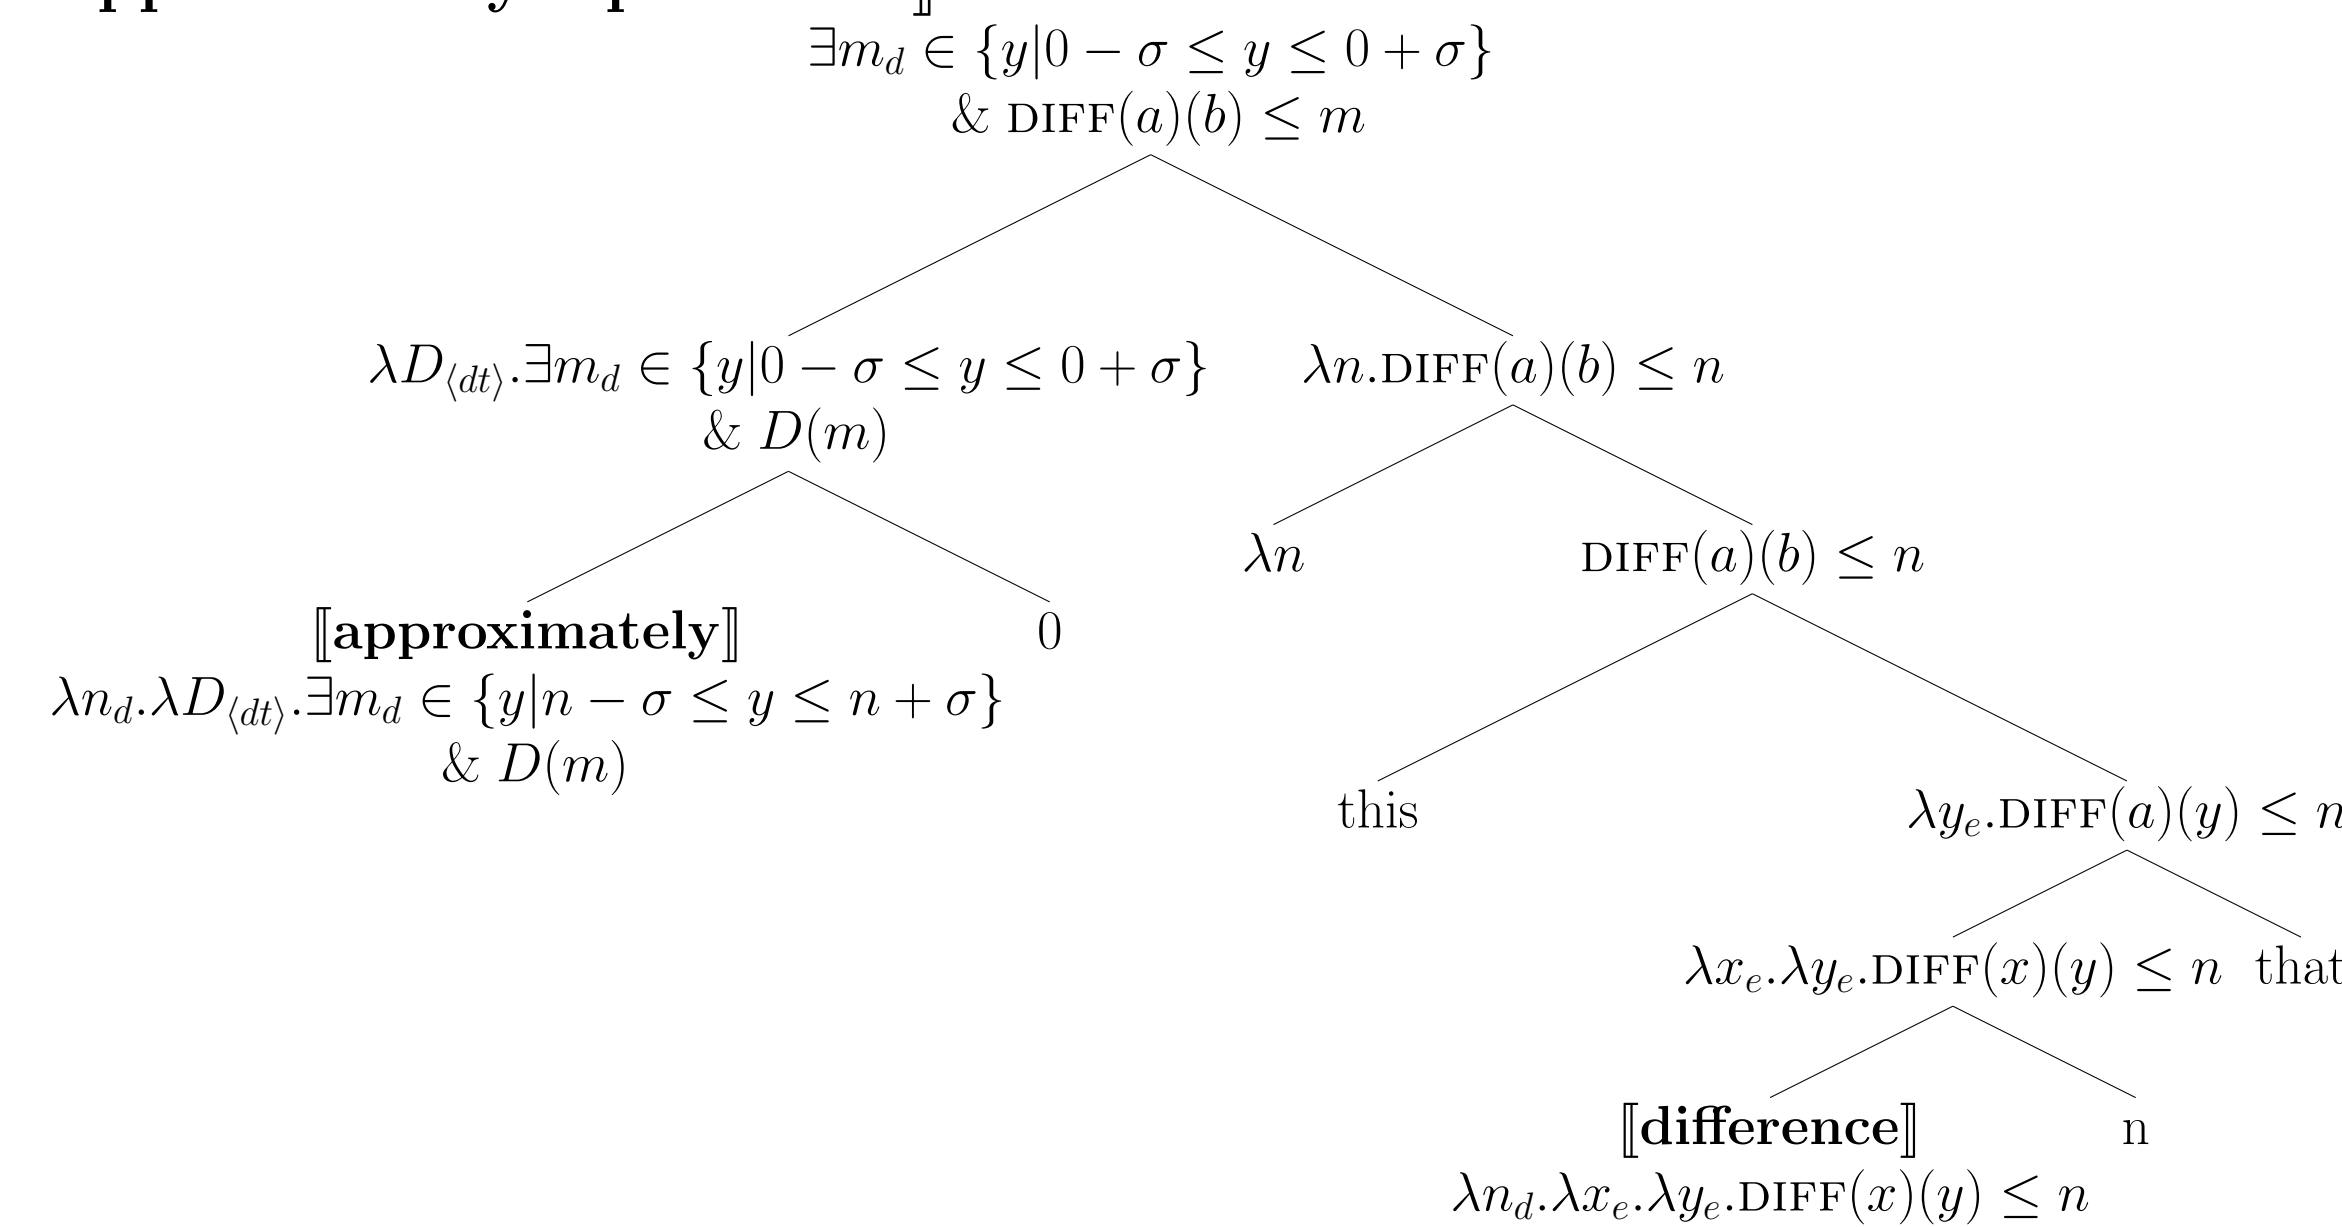 ∃m_d ∈ {y|0 − σ ≤ y ≤ 0 + σ}
& DIFF(a)(b) ≤ m
λD_⟨dt⟩.∃m_d ∈ {y|0 − σ ≤ y ≤ 0 + σ}
& D(m)
λn.DIFF(a)(b) ≤ n
λn
DIFF(a)(b) ≤ n
⟦approximately⟧
λn_d.λD_⟨dt⟩.∃m_d ∈ {y|n − σ ≤ y ≤ n + σ}
& D(m)
0
this
λy_e.DIFF(a)(y) ≤ n
λx_e.λy_e.DIFF(x)(y) ≤ n
that
⟦difference⟧
λn_d.λx_e.λy_e.DIFF(x)(y) ≤ n
n